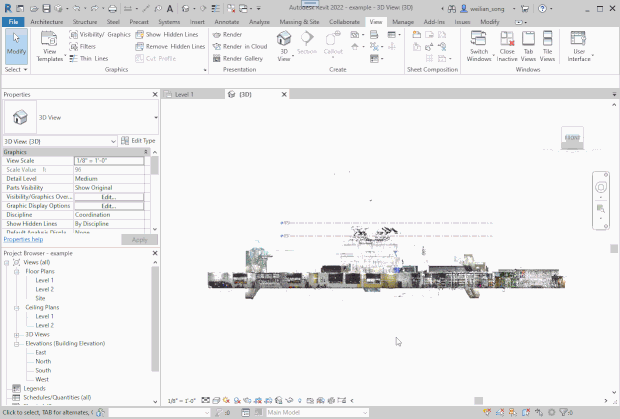 Autodesk Revit 2022 - example - 3D View: {3D}
weilian_song
File Architecture Structure Steel Precast Systems Insert Annotate Analyze Massing & Site Collaborate View Manage Add-Ins Issues Modify
Modify
View Templates
Visibility/ Graphics
Filters
Thin Lines
Show Hidden Lines
Remove Hidden Lines
Cut Profile
Render
Render in Cloud
Render Gallery
3D View
Section
Callout
Switch Windows
Close Inactive
Tab Views
Tile Views
User Interface
Select Graphics Presentation Create Sheet Composition Windows
Properties
Level 1
{3D}
3D View
3D View: {3D}
Edit Type
Graphics
View Scale 1/8" = 1'-0"
Scale Value 1: 96
Detail Level Medium
Parts Visibility Show Original
Visibility/Graphics Over... Edit...
Graphic Display Options Edit...
Discipline Coordination
Show Hidden Lines By Discipline
Default Analysis Display None
Properties help
Apply
Project Browser - example
Views (all)
Floor Plans
Level 1
Level 2
Site
Ceiling Plans
Level 1
Level 2
3D Views
Elevations (Building Elevation)
East
North
South
West
Legends
Schedules/Quantities (all)
1/8" = 1'-0"
Click to select, TAB for alternates, C
:0
Main Model
:0